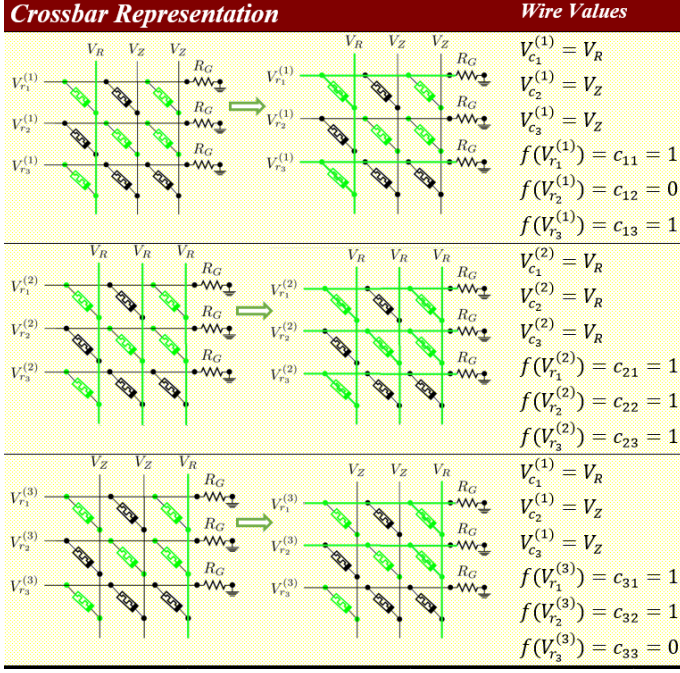 Crossbar Representation Wire Values
V_R V_Z V_Z
V_{r_1}^{(1)} R_G
V_{r_2}^{(1)} R_G
V_{r_3}^{(1)} R_G
V_R V_Z V_Z
V_{r_1}^{(1)} R_G
V_{r_2}^{(1)} R_G
V_{r_3}^{(1)} R_G
V_{c_1}^{(1)} = V_R
V_{c_2}^{(1)} = V_Z
V_{c_3}^{(1)} = V_Z
f(V_{r_1}^{(1)}) = c_{11} = 1
f(V_{r_2}^{(1)}) = c_{12} = 0
f(V_{r_3}^{(1)}) = c_{13} = 1
V_R V_R V_R
V_{r_1}^{(2)} R_G
V_{r_2}^{(2)} R_G
V_{r_3}^{(2)} R_G
V_R V_R V_R
V_{r_1}^{(2)} R_G
V_{r_2}^{(2)} R_G
V_{r_3}^{(2)} R_G
V_{c_1}^{(2)} = V_R
V_{c_2}^{(2)} = V_R
V_{c_3}^{(2)} = V_R
f(V_{r_1}^{(2)}) = c_{21} = 1
f(V_{r_2}^{(2)}) = c_{22} = 1
f(V_{r_3}^{(2)}) = c_{23} = 1
V_Z V_Z V_R
V_{r_1}^{(3)} R_G
V_{r_2}^{(3)} R_G
V_{r_3}^{(3)} R_G
V_Z V_Z V_R
V_{r_1}^{(3)} R_G
V_{r_2}^{(3)} R_G
V_{r_3}^{(3)} R_G
V_{c_1}^{(1)} = V_R
V_{c_2}^{(1)} = V_Z
V_{c_3}^{(1)} = V_Z
f(V_{r_1}^{(3)}) = c_{31} = 1
f(V_{r_2}^{(3)}) = c_{32} = 1
f(V_{r_3}^{(3)}) = c_{33} = 0